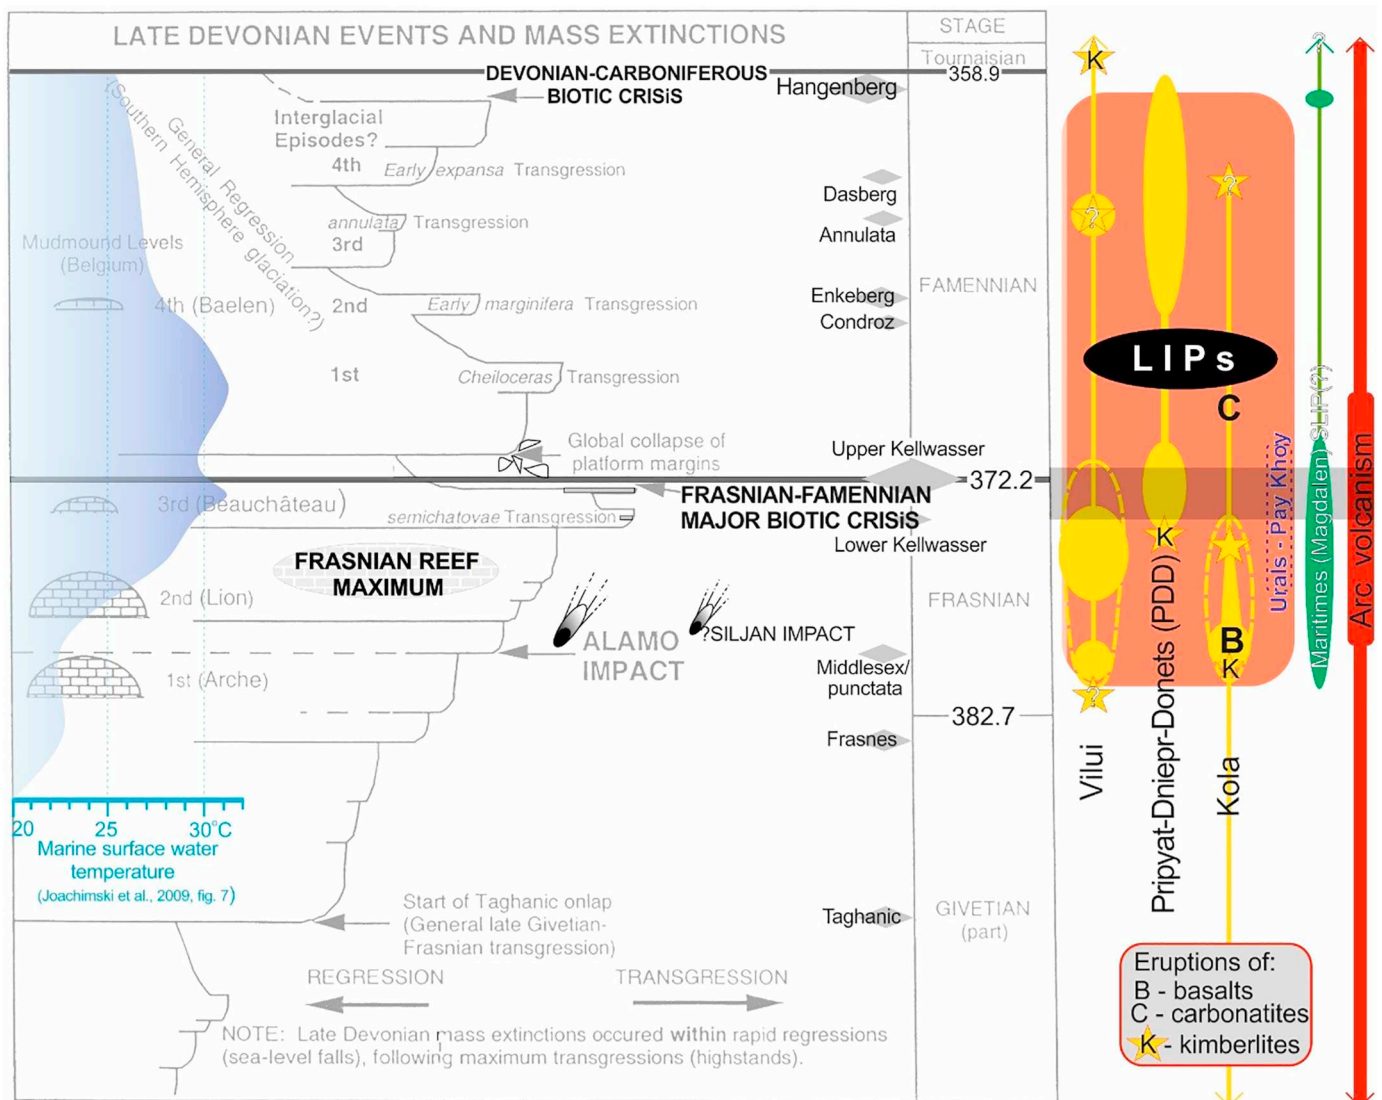 LATE DEVONIAN EVENTS AND MASS EXTINCTIONS
STAGE
Tournaisian
358.9
DEVONIAN-CARBONIFEROUS
BIOTIC CRISiS
Hangenberg
(Southern Hemisphere glaciation?)
General Regression
Interglacial
Episodes?
4th
Early expansa Transgression
Dasberg
annulata Transgression
3rd
Annulata
Mudmound Levels
(Belgium)
4th (Baelen)
2nd
Early marginifera Transgression
Enkeberg
Condroz
FAMENNIAN
1st
Cheiloceras Transgression
Global collapse of
platform margins
Upper Kellwasser
372.2
3rd (Beauchâteau)
semichatovae Transgression
FRASNIAN-FAMENNIAN
MAJOR BIOTIC CRISiS
Lower Kellwasser
FRASNIAN REEF
MAXIMUM
2nd (Lion)
FRASNIAN
?SILJAN IMPACT
ALAMO
IMPACT
1st (Arche)
Middlesex/
punctata
382.7
Frasnes
20
25
30°C
Marine surface water
temperature
(Joachimski et al., 2009, fig. 7)
Start of Taghanic onlap
(General late Givetian-
Frasnian transgression)
Taghanic
GIVETIAN
(part)
REGRESSION
TRANSGRESSION
NOTE: Late Devonian mass extinctions occured within rapid regressions
(sea-level falls), following maximum transgressions (highstands).
K
?
?
?
?
LIPs
C
K
B
K
?
Vilui
Pripyat-Dniepr-Donets (PDD)
Kola
Urals - Pay Khoy
Maritimes (Magdalen) SLIP(?)
Arc volcanism
Eruptions of:
B - basalts
C - carbonatites
K - kimberlites